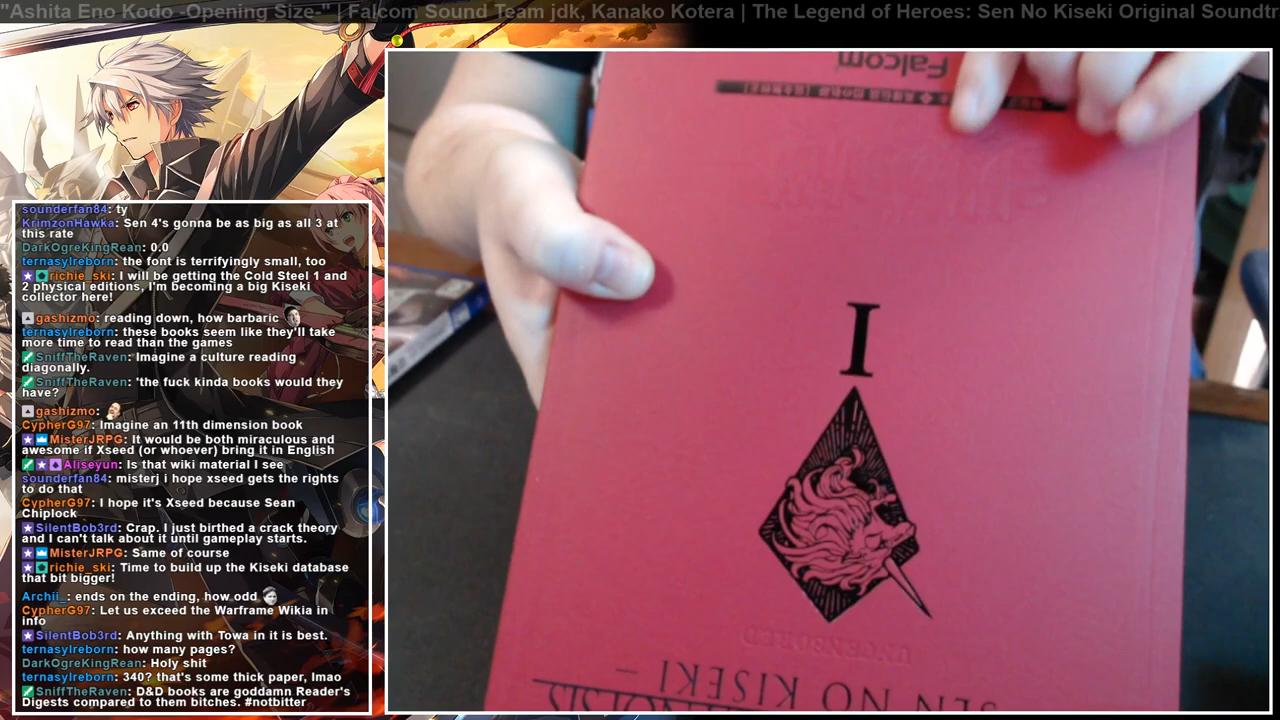 "Ashita Eno Kodo -Opening Size-" | Falcom Sound Team jdk, Kanako Kotera | The Legend of Heroes: Sen No Kiseki Original Soundtr
sounderfan84: ty
KrimzonHawka: Sen 4's gonna be as big as all 3 at
this rate
DarkOgreKingRean: 0.0
ternasylreborn: the font is terrifyingly small, too
richie_ski: I will be getting the Cold Steel 1 and
2 physical editions, I'm becoming a big Kiseki
collector here!
gashizmo: reading down, how barbaric
ternasylreborn: these books seem like they'll take
more time to read than the games
SniffTheRaven: Imagine a culture reading
diagonally.
SniffTheRaven: 'the fuck kinda books would they
have?
gashizmo:
CypherG97: Imagine an 11th dimension book
MisterJRPG: It would be both miraculous and
awesome if Xseed (or whoever) bring it in English
Aliseyun: Is that wiki material I see
sounderfan84: misterj i hope xseed gets the rights
to do that
CypherG97: I hope it's Xseed because Sean
Chiplock
SilentBob3rd: Crap. I just birthed a crack theory
and I can't talk about it until gameplay starts.
MisterJRPG: Same of course
richie_ski: Time to build up the Kiseki database
that bit bigger!
Archii_: ends on the ending, how odd
CypherG97: Let us exceed the Warframe Wikia in
info
SilentBob3rd: Anything with Towa in it is best.
ternasylreborn: how many pages?
DarkOgreKingRean: Holy shit
ternasylreborn: 340? that's some thick paper, lmao
SniffTheRaven: D&D books are goddamn Reader's
Digests compared to them bitches. #notbitter
Falcom
I
UNCENSORED
SEN NO KISEKI –